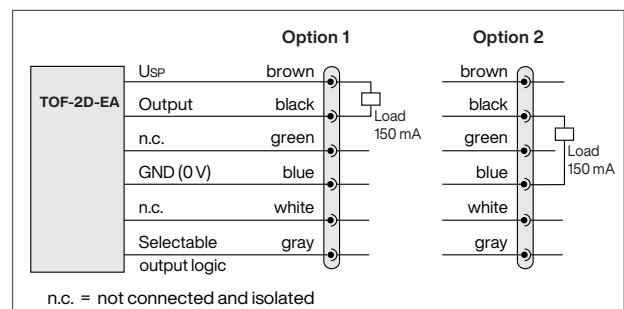 Option 1
Option 2
USP brown
brown
TOF-2D-EA
Output black
Load
150 mA
black
n.c. green
green
Load
150 mA
GND (0 V) blue
blue
n.c. white
white
Selectable
output logic
gray
gray
n.c. = not connected and isolated